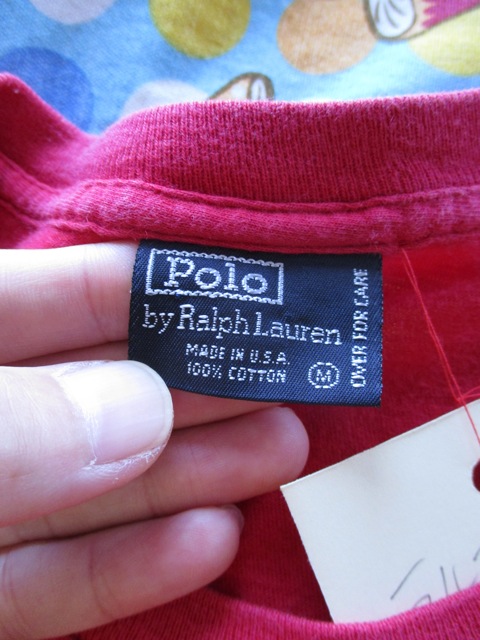 Polo
by Ralph Lauren
MADE IN U.S.A.
100% COTTON
M
OVER FOR CARE